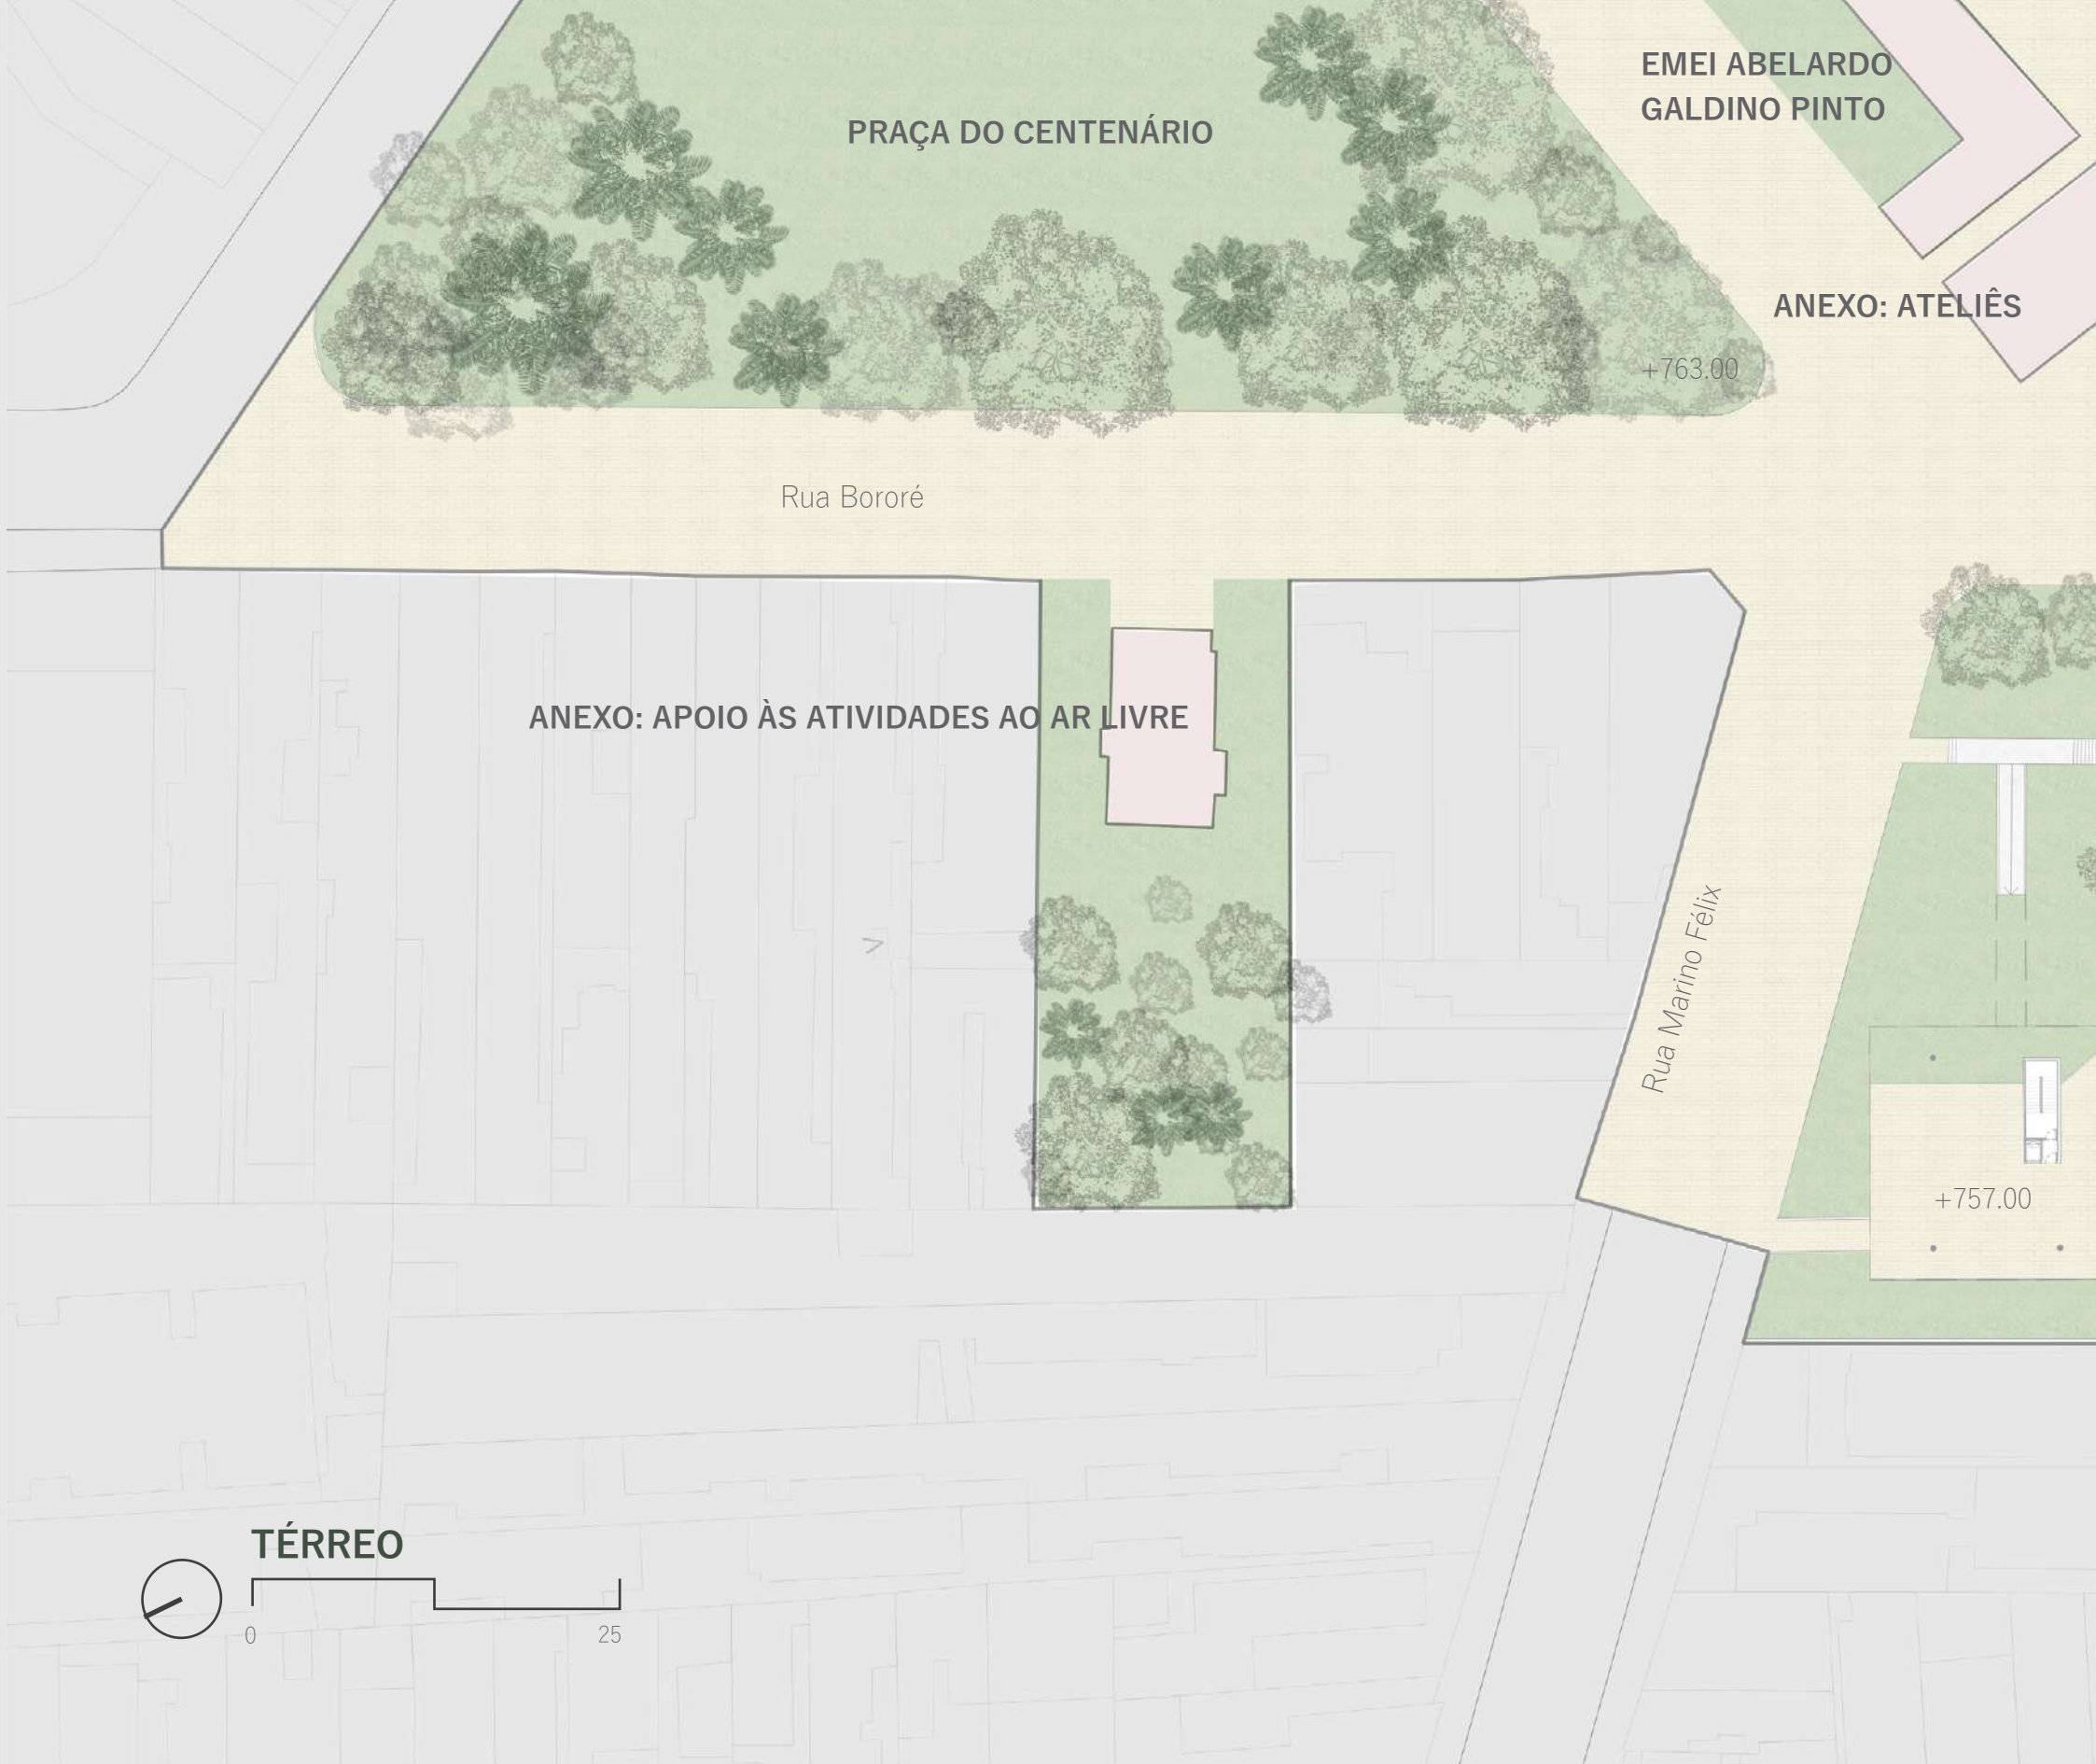 EMEI ABELARDO
GALDINO PINTO
PRAÇA DO CENTENÁRIO
ANEXO: ATELIÊS
+763.00
Rua Bororé
ANEXO: APOIO ÀS ATIVIDADES AO AR LIVRE
Rua Marino Félix
+757.00
TÉRREO
0
25